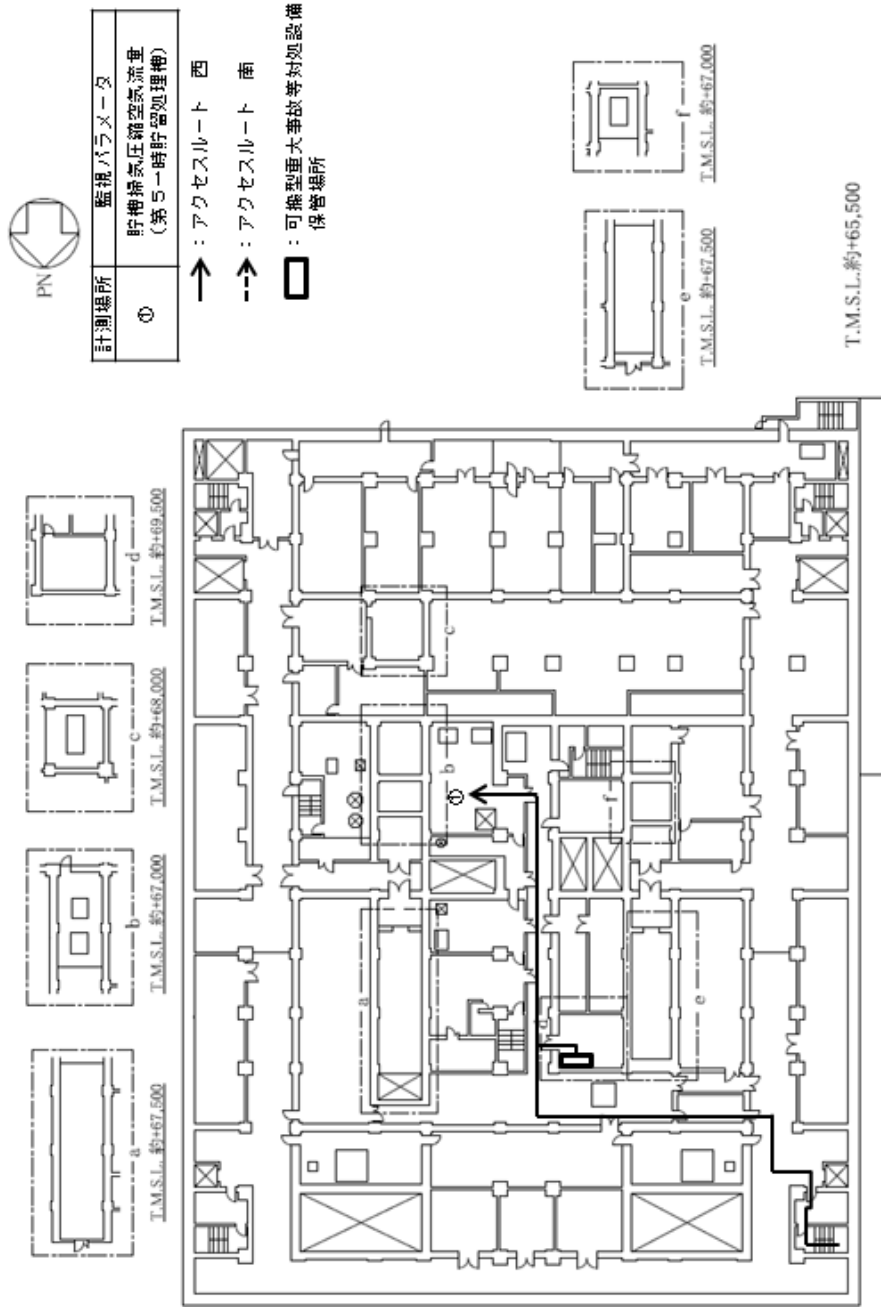 PN
計測場所 監視パラメータ
① 貯槽掃気圧縮空気流量
(第5一時貯留処理槽)
：アクセスルート 西
：アクセスルート 南
：可搬型重大事故等対処設備
保管場所
a
T.M.S.L. 約+67,500
b
T.M.S.L. 約+67,000
c
T.M.S.L. 約+68,000
d
T.M.S.L. 約+69,500
e
T.M.S.L. 約+67,500
f
T.M.S.L. 約+67,000
a
b
c
d
e
f
①
T.M.S.L.約+65,500